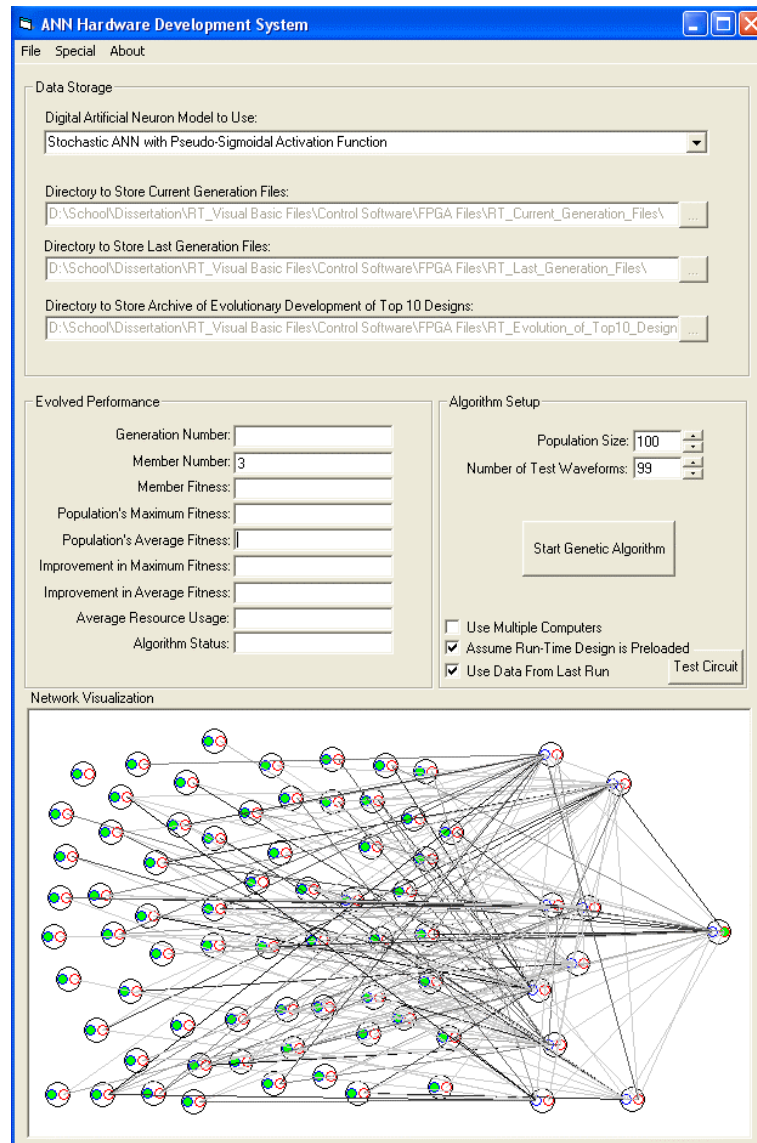 ANN Hardware Development System
File Special About
Data Storage
Digital Artificial Neuron Model to Use:
Stochastic ANN with Pseudo-Sigmoidal Activation Function
Directory to Store Current Generation Files:
D:\School\Dissertation\RT_Visual Basic Files\Control Software\FPGA Files\RT_Current_Generation_Files\
...
Directory to Store Last Generation Files:
D:\School\Dissertation\RT_Visual Basic Files\Control Software\FPGA Files\RT_Last_Generation_Files\
...
Directory to Store Archive of Evolutionary Development of Top 10 Designs:
D:\School\Dissertation\RT_Visual Basic Files\Control Software\FPGA Files\RT_Evolution_of_Top10_Design
...
Evolved Performance
Generation Number:
Member Number: 3
Member Fitness:
Population's Maximum Fitness:
Population's Average Fitness:
Improvement in Maximum Fitness:
Improvement in Average Fitness:
Average Resource Usage:
Algorithm Status:
Algorithm Setup
Population Size: 100
Number of Test Waveforms: 99
Start Genetic Algorithm
Use Multiple Computers
Assume Run-Time Design is Preloaded
Use Data From Last Run
Test Circuit
Network Visualization